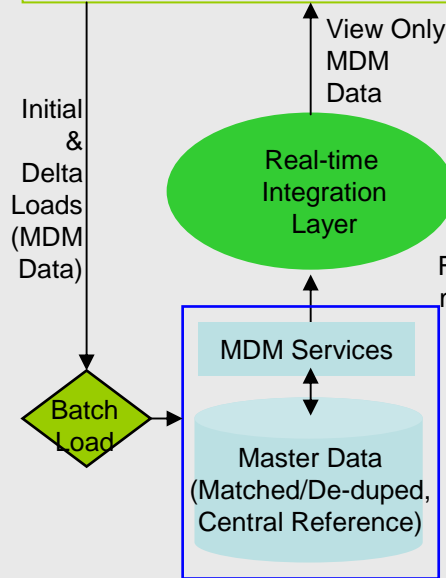 View Only
MDM
Data
Initial
&
Delta
Loads
(MDM
Data)
Real-time
Integration
Layer
MDM Services
Batch
Load
Master Data
(Matched/De-duped,
Central Reference)